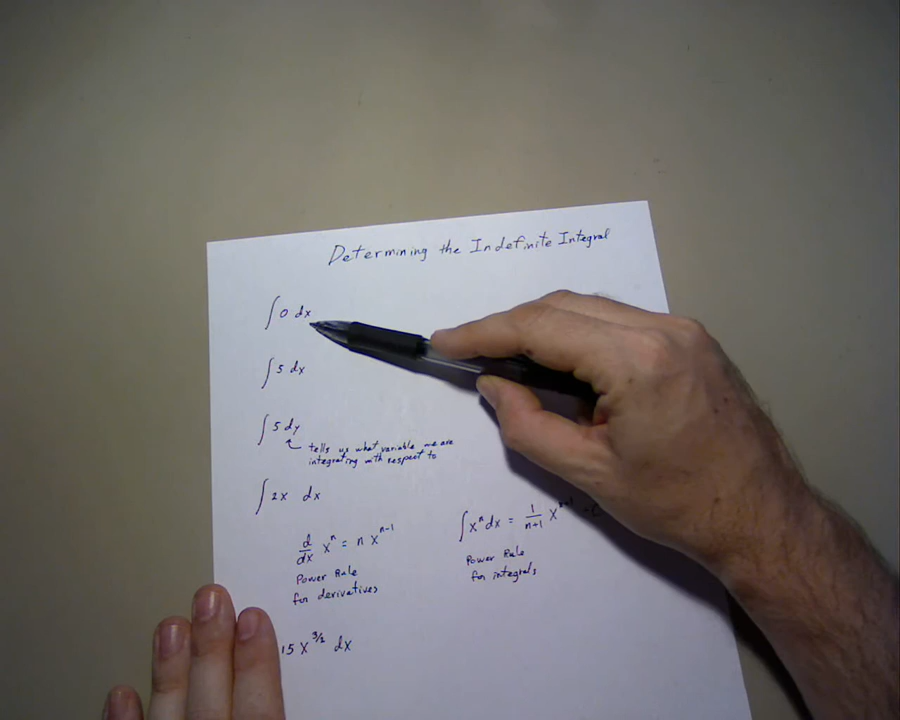 Determining the Indefinite Integral
∫ 0 dx
∫ 5 dx
∫ 5 dy
tells us what variable we are
integrating with respect to
∫ 2x dx
d/dx x^n = n x^{n-1}
Power Rule
for derivatives
∫ x^n dx = 1/(n+1) x^{n+1} + C
Power Rule
for integrals
15 x^{3/2} dx